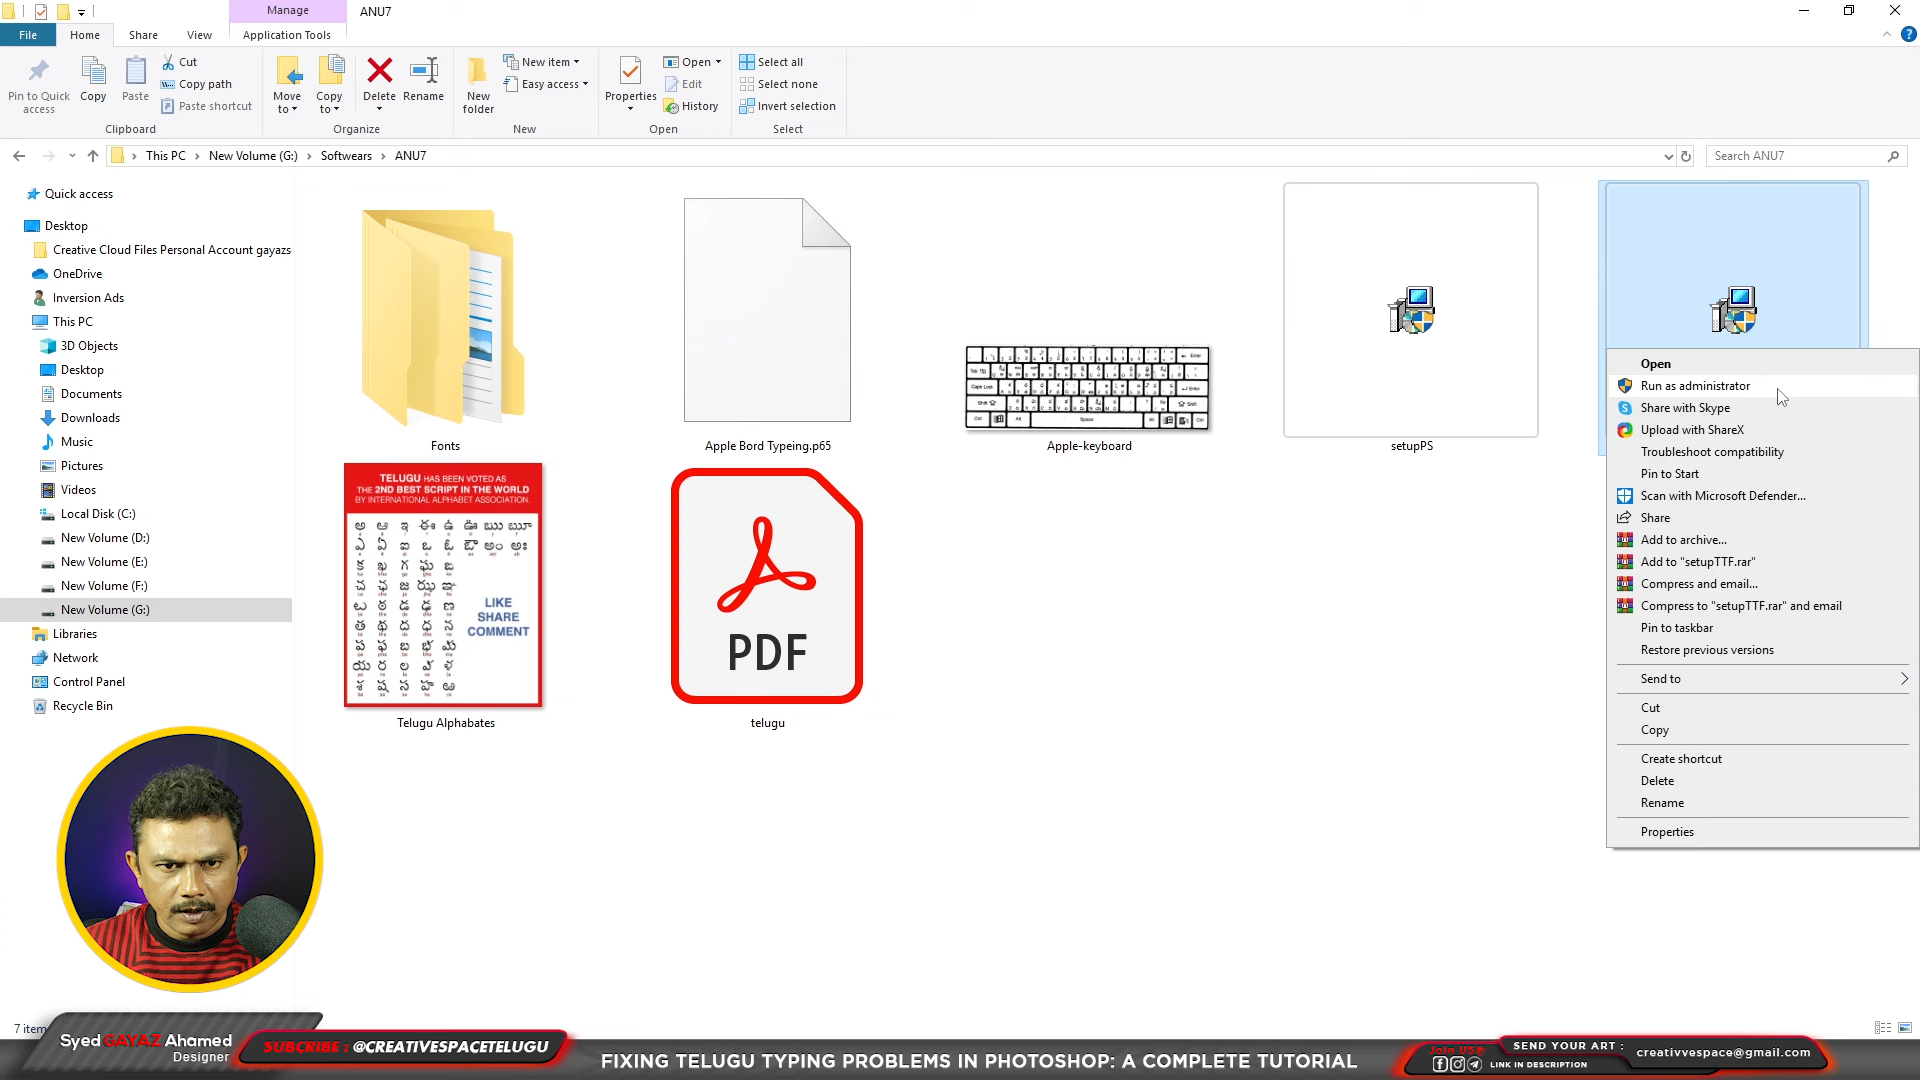 Manage
ANU7
File
Home
Share
View
Application Tools
Pin to Quick access
Copy
Paste
Cut
Copy path
Paste shortcut
Clipboard
Move to
Copy to
Delete
Rename
Organize
New folder
New item
Easy access
New
Properties
Open
Edit
History
Open
Select all
Select none
Invert selection
Select
This PC > New Volume (G:) > Softwears > ANU7
Search ANU7
Quick access
Desktop
Creative Cloud Files Personal Account gayazs
OneDrive
Inversion Ads
This PC
3D Objects
Desktop
Documents
Downloads
Music
Pictures
Videos
Local Disk (C:)
New Volume (D:)
New Volume (E:)
New Volume (F:)
New Volume (G:)
Libraries
Network
Control Panel
Recycle Bin
Fonts
Apple Bord Typeing.p65
Apple-keyboard
setupPS
TELUGU HAS BEEN VOTED AS
THE 2ND BEST SCRIPT IN THE WORLD
BY INTERNATIONAL ALPHABET ASSOCIATION.
LIKE
SHARE
COMMENT
Telugu Alphabates
PDF
telugu
Open
Run as administrator
Share with Skype
Upload with ShareX
Troubleshoot compatibility
Pin to Start
Scan with Microsoft Defender...
Share
Add to archive...
Add to "setupTTF.rar"
Compress and email...
Compress to "setupTTF.rar" and email
Pin to taskbar
Restore previous versions
Send to
Cut
Copy
Create shortcut
Delete
Rename
Properties
7 item
Syed GAYAZ Ahamed
Designer
SUBCRIBE : @CREATIVESPACETELUGU
FIXING TELUGU TYPING PROBLEMS IN PHOTOSHOP: A COMPLETE TUTORIAL
Join US@
SEND YOUR ART :
creativvespace@gmail.com
LINK IN DESCRIPTION